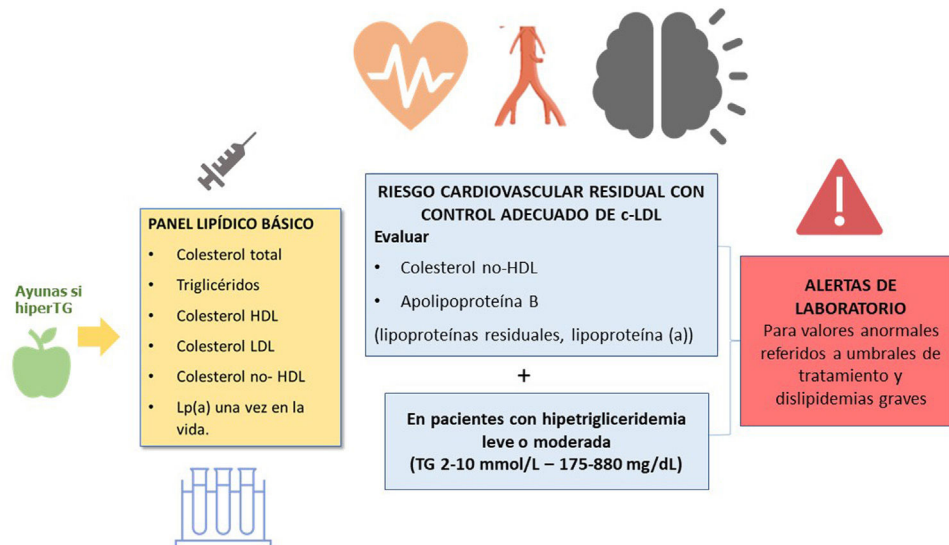 Ayunas si
hiperTG
PANEL LIPÍDICO BÁSICO
• Colesterol total
• Triglicéridos
• Colesterol HDL
• Colesterol LDL
• Colesterol no- HDL
• Lp(a) una vez en la
vida.
RIESGO CARDIOVASCULAR RESIDUAL CON
CONTROL ADECUADO DE c-LDL
Evaluar
• Colesterol no-HDL
• Apolipoproteína B
(lipoproteínas residuales, lipoproteína (a))
+
En pacientes con hipetrigliceridemia
leve o moderada
(TG 2-10 mmol/L – 175-880 mg/dL)
ALERTAS DE
LABORATORIO
Para valores anormales
referidos a umbrales de
tratamiento y
dislipidemias graves